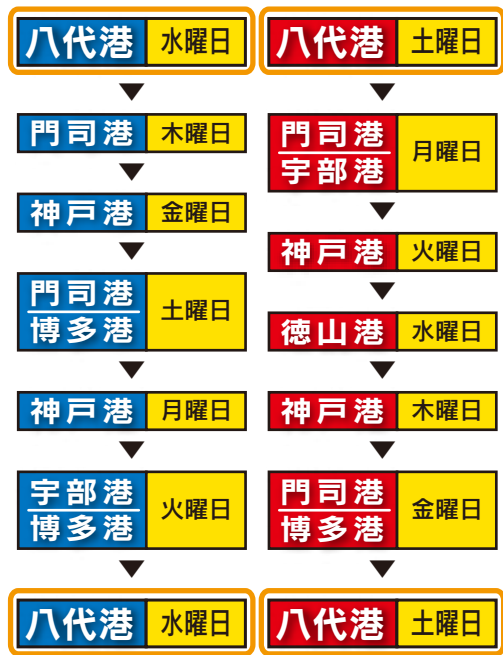 八代港 水曜日
門司港 木曜日
神戸港 金曜日
門司港
博多港
土曜日
神戸港 月曜日
宇部港
博多港
火曜日
八代港 水曜日
八代港 土曜日
門司港
宇部港
月曜日
神戸港 火曜日
徳山港 水曜日
神戸港 木曜日
門司港
博多港
金曜日
八代港 土曜日